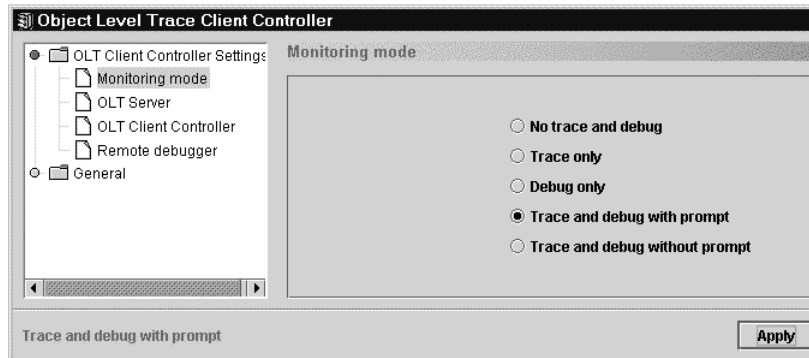 Object Level Trace Client Controller
OLT Client Controller Settings
Monitoring mode
OLT Server
OLT Client Controller
Remote debugger
General
Monitoring mode
No trace and debug
Trace only
Debug only
Trace and debug with prompt
Trace and debug without prompt
Trace and debug with prompt
Apply